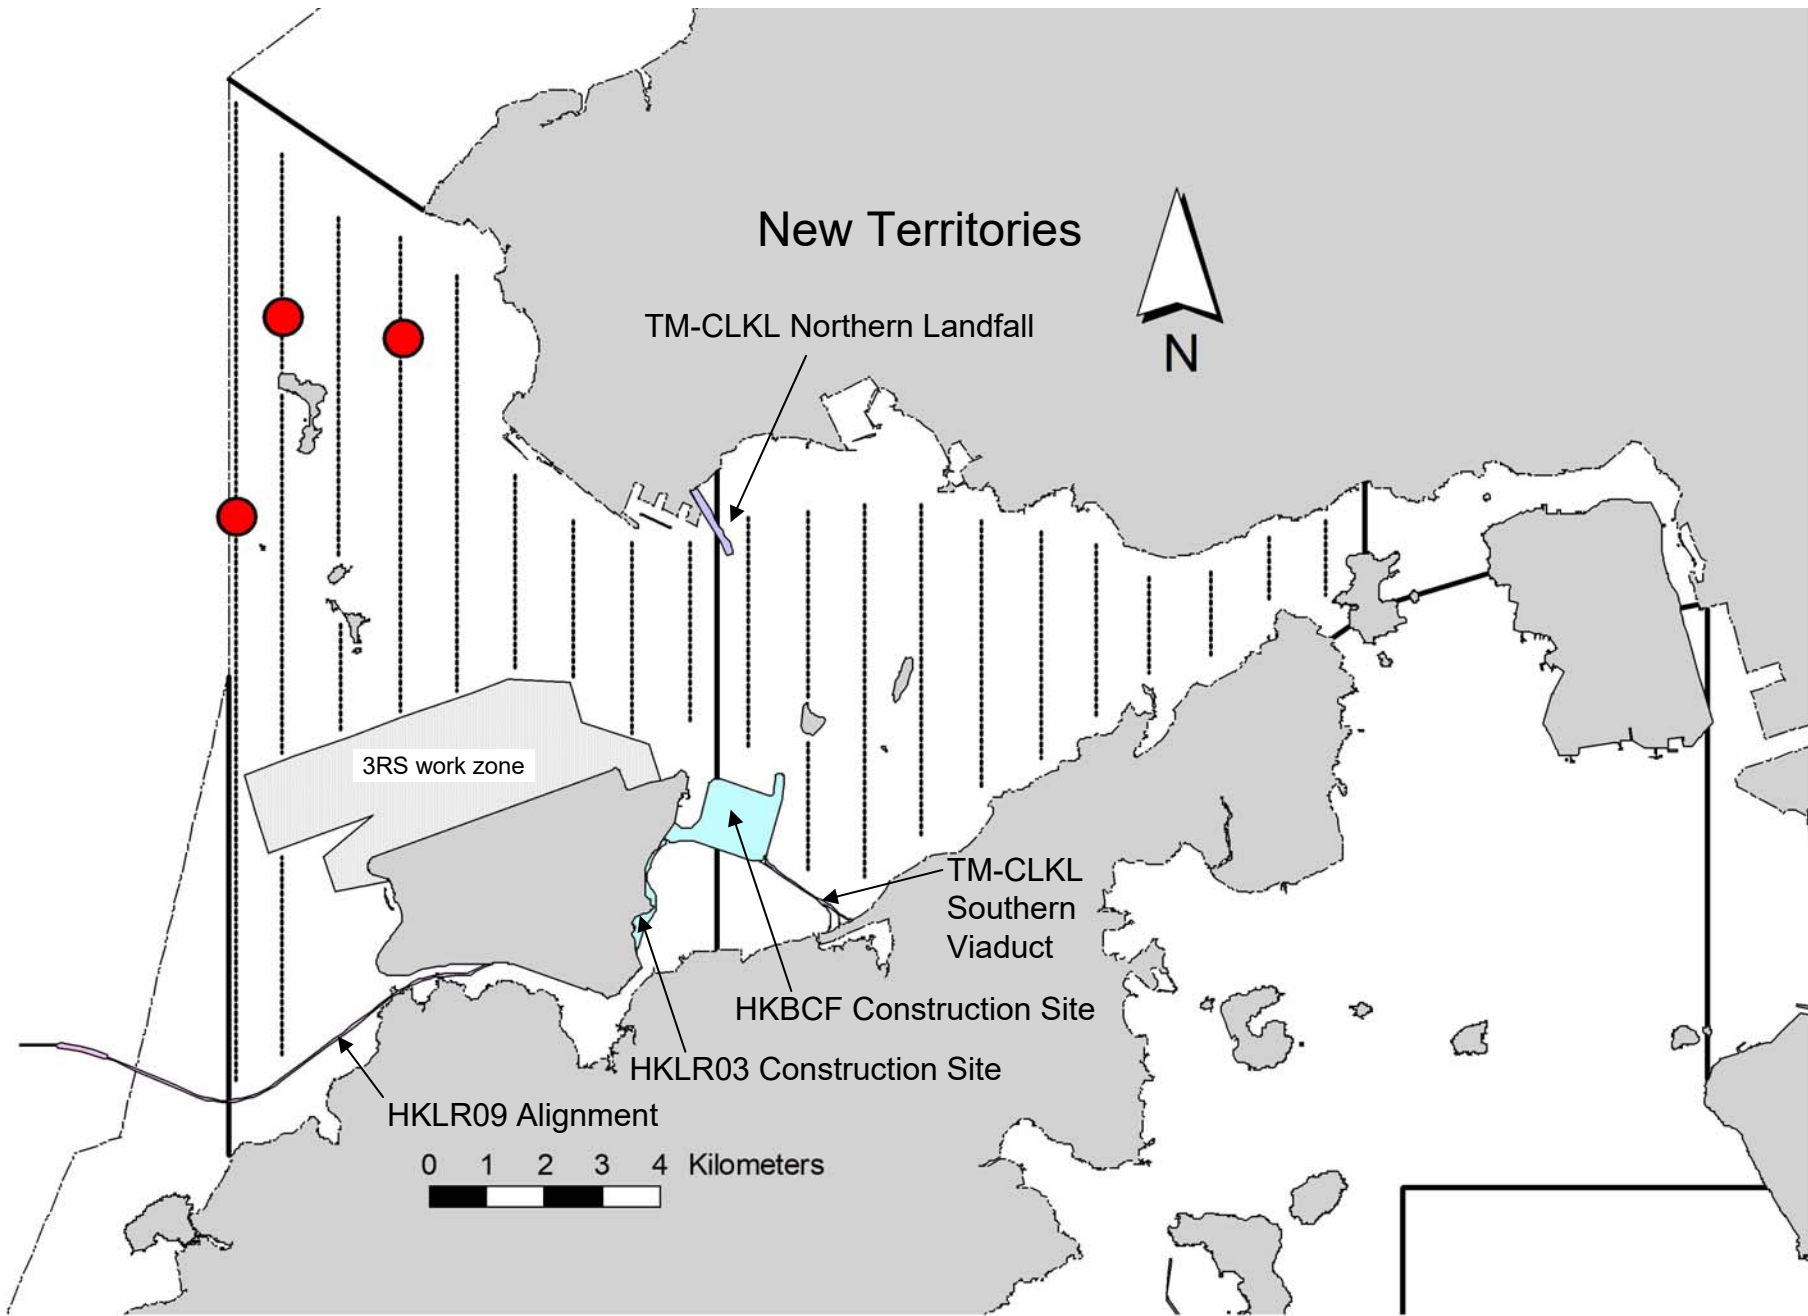 New Territories
TM-CLKL Northern Landfall
N
3RS work zone
TM-CLKL
Southern
Viaduct
HKBCF Construction Site
HKLR03 Construction Site
HKLR09 Alignment
0 1 2 3 4 Kilometers